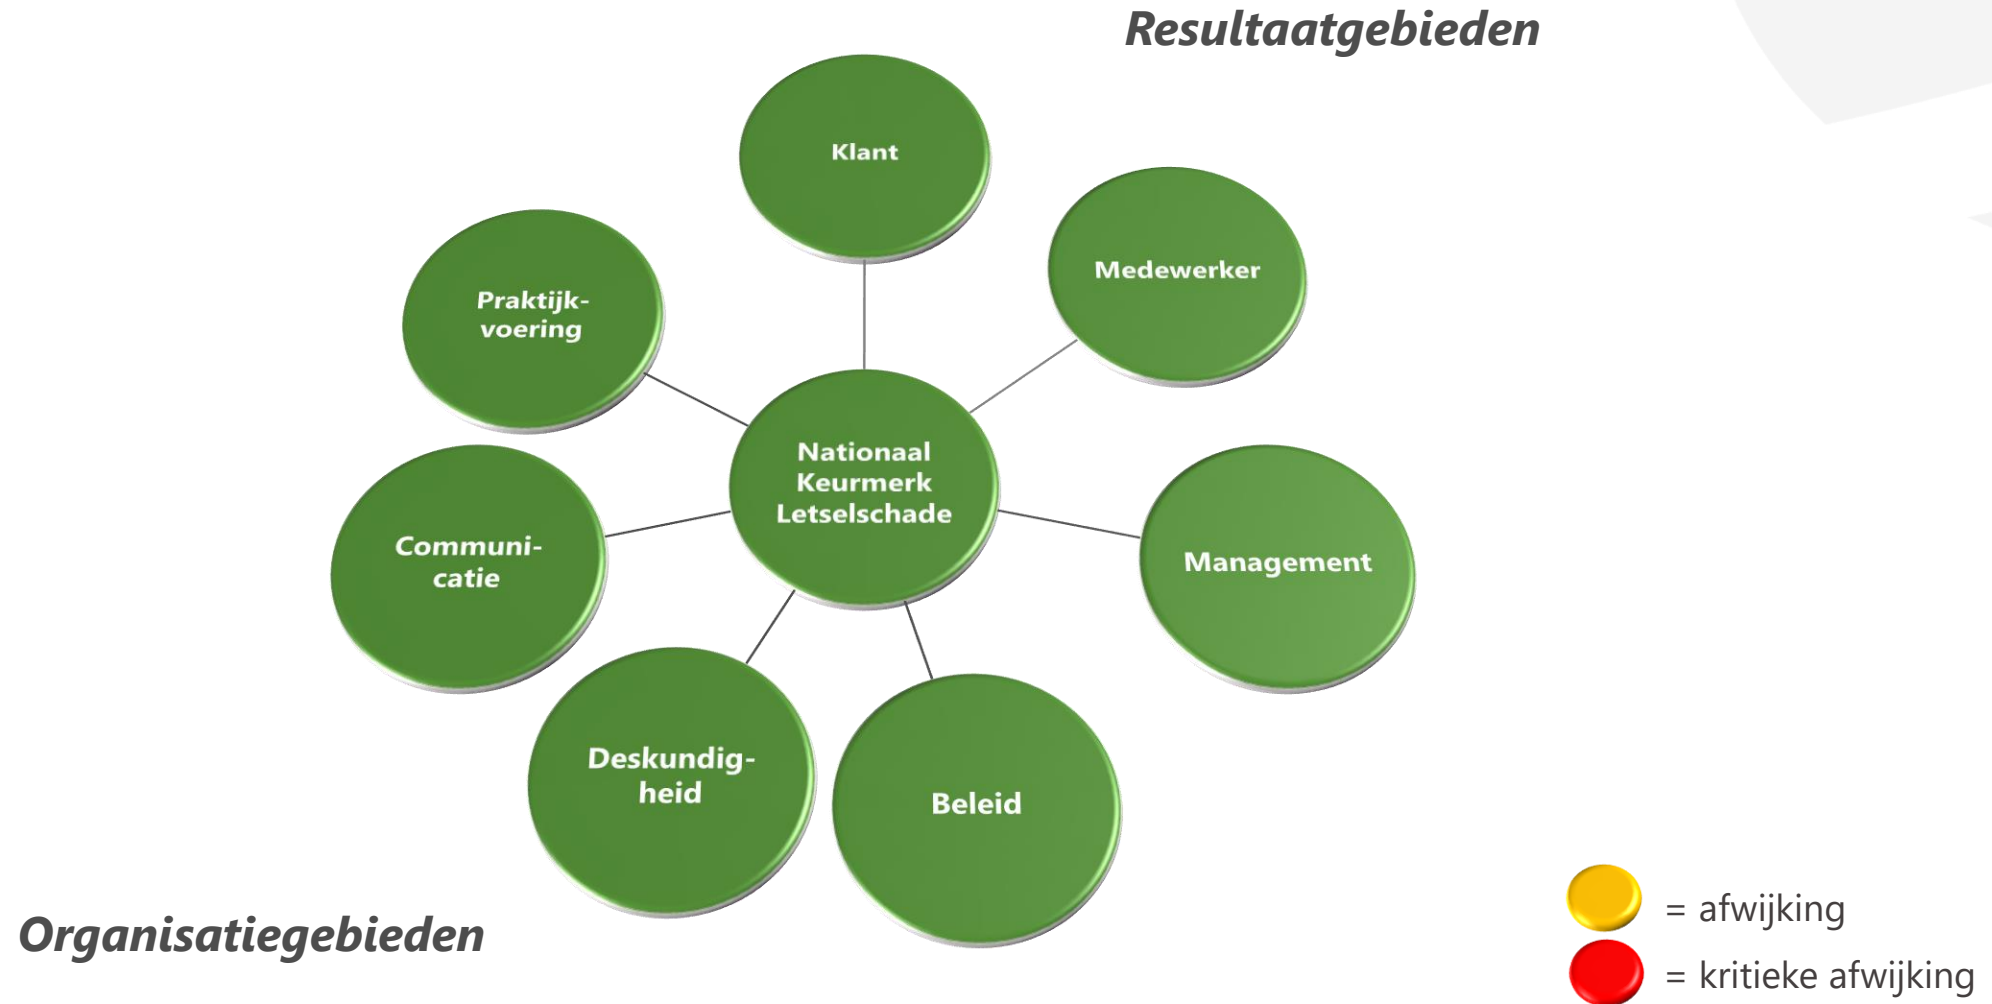 Resultaatgebieden
Klant
Medewerker
Praktijk-
voering
Nationaal
Keurmerk
Letselschade
Communi-
catie
Management
Deskundig-
heid
Beleid
Organisatiegebieden
= afwijking
= kritieke afwijking